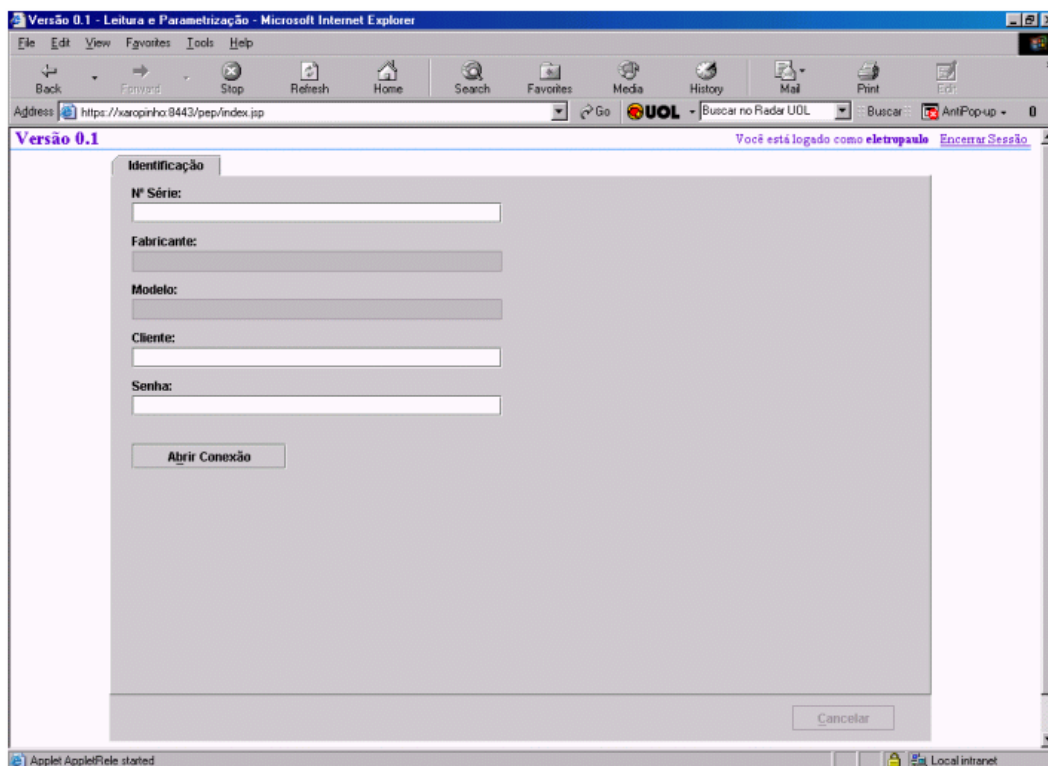 Versão 0.1 - Leitura e Parametrização - Microsoft Internet Explorer
File Edit View Favorites Tools Help
Back Forward Stop Refresh Home Search Favorites Media History Mail Print Edit
Address https://xaropinho:8443/pep/index.jsp Go UOL Buscar no Radar UOL Buscar AntiPop-up 0
Versão 0.1 Você está logado como eletropaulo Encerrar Sessão
Identificação
Nº Série:
Fabricante:
Modelo:
Cliente:
Senha:
Abrir Conexão
Cancelar
Applet AppletRele started Local intranet